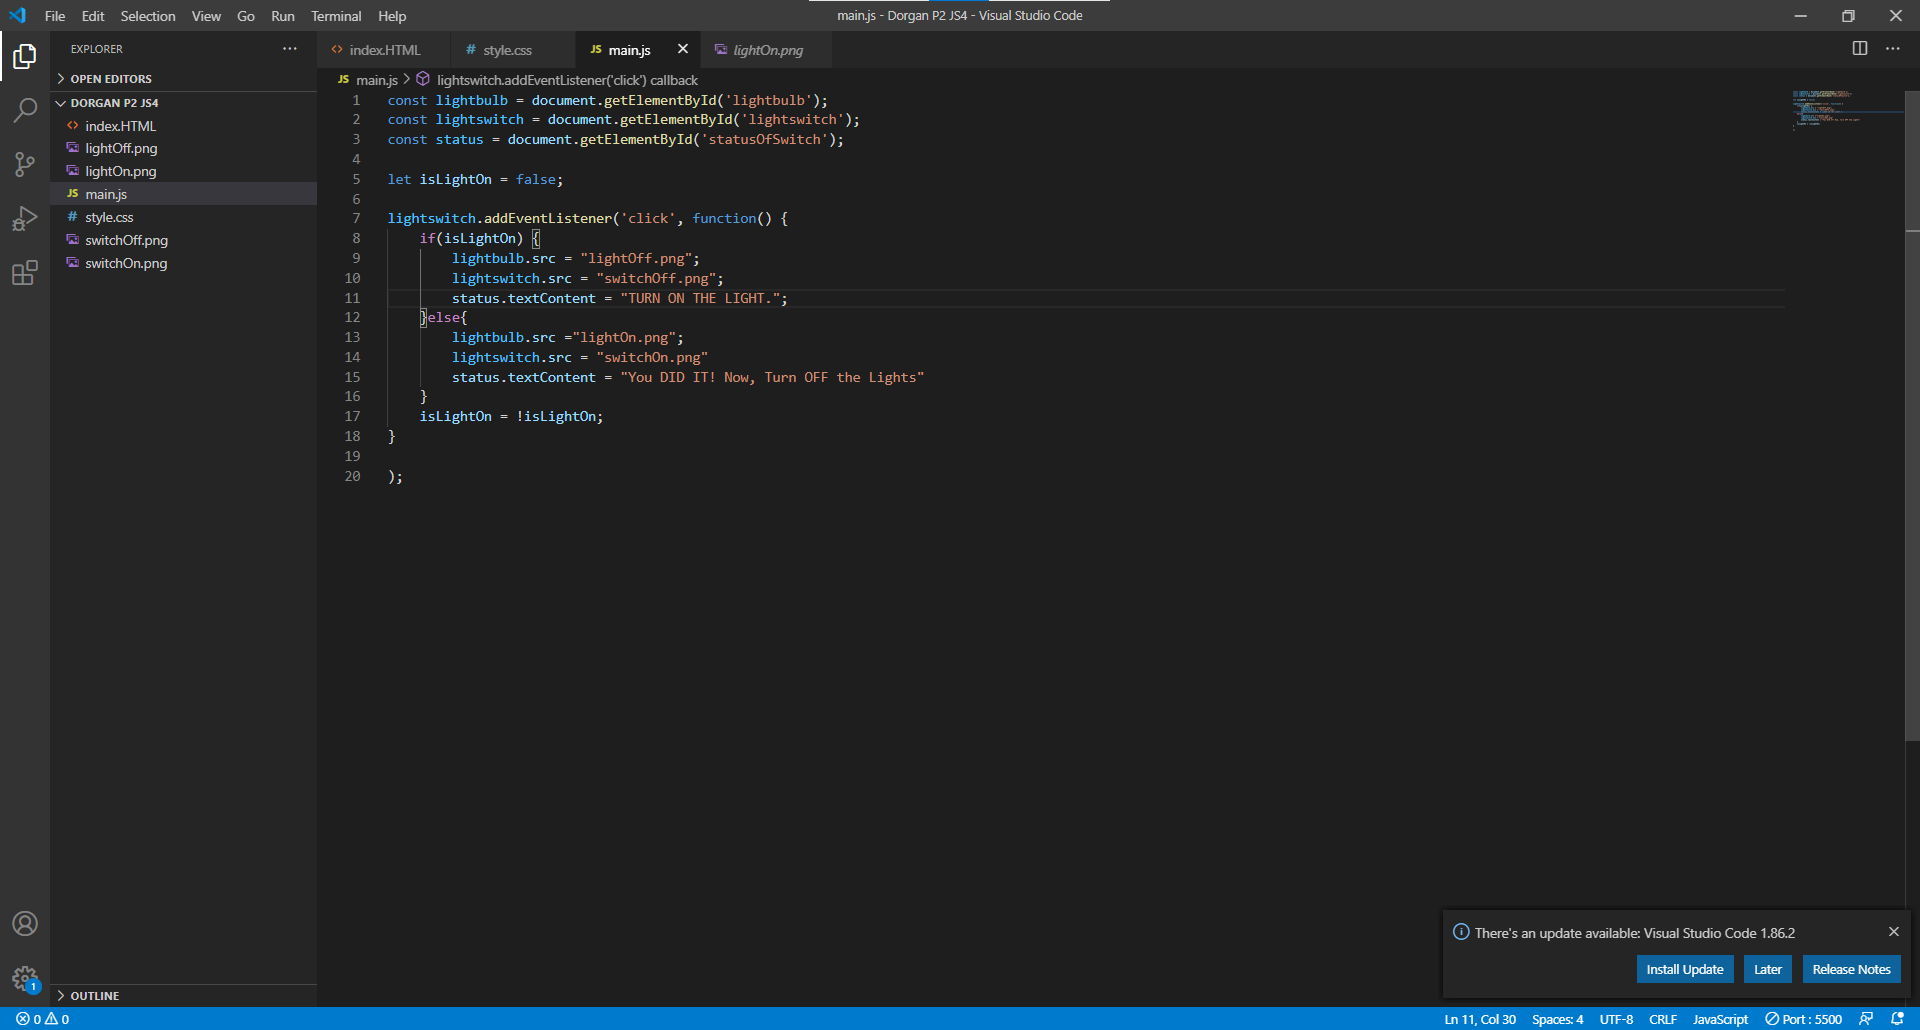 File Edit Selection View Go Run Terminal Help
main.js - Dorgan P2 JS4 - Visual Studio Code
EXPLORER
OPEN EDITORS
DORGAN P2 JS4
index.HTML
lightOff.png
lightOn.png
JS main.js
# style.css
switchOff.png
switchOn.png
OUTLINE
index.HTML # style.css JS main.js lightOn.png
JS main.js > lightswitch.addEventListener('click') callback
1 const lightbulb = document.getElementById('lightbulb');
2 const lightswitch = document.getElementById('lightswitch');
3 const status = document.getElementById('statusOfSwitch');
4
5 let isLightOn = false;
6
7 lightswitch.addEventListener('click', function() {
8 if(isLightOn) {
9 lightbulb.src = "lightOff.png";
10 lightswitch.src = "switchOff.png";
11 status.textContent = "TURN ON THE LIGHT.";
12 }else{
13 lightbulb.src ="lightOn.png";
14 lightswitch.src = "switchOn.png"
15 status.textContent = "You DID IT! Now, Turn OFF the Lights"
16 }
17 isLightOn = !isLightOn;
18 }
19
20 );
There's an update available: Visual Studio Code 1.86.2
Install Update Later Release Notes
1
0 0
Ln 11, Col 30 Spaces: 4 UTF-8 CRLF JavaScript Port : 5500